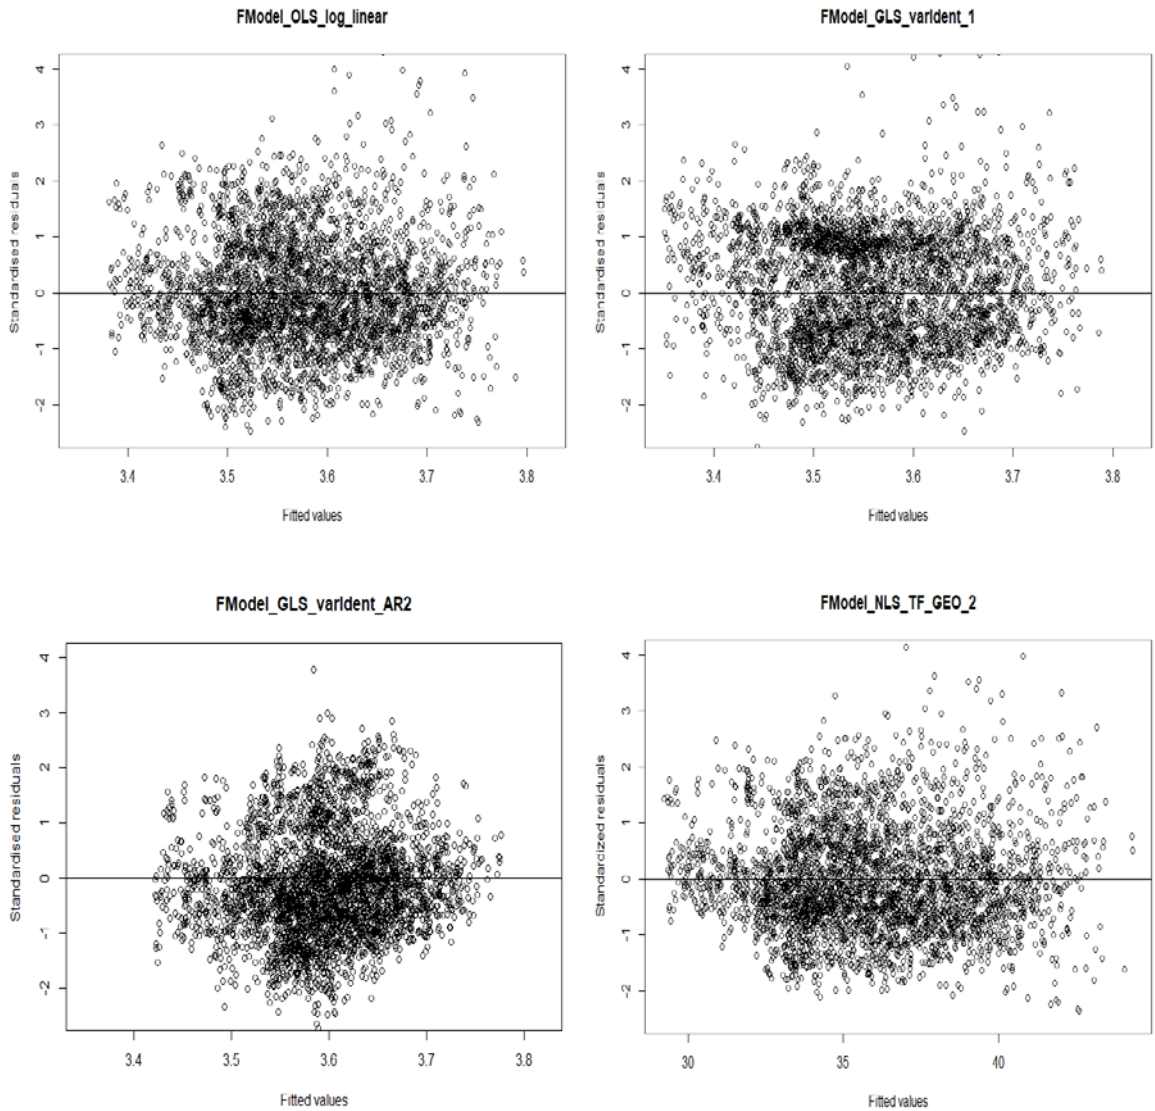 FModel_OLS_log_linear
Standardised residuals
4
3
2
1
0
-1
-2
3.4 3.5 3.6 3.7 3.8
Fitted values
FModel_GLS_varIdent_1
Standardised residuals
4
3
2
1
0
-1
-2
3.4 3.5 3.6 3.7 3.8
Fitted values
FModel_GLS_varIdent_AR2
Standardised residuals
4
3
2
1
0
-1
-2
3.4 3.5 3.6 3.7 3.8
Fitted values
FModel_NLS_TF_GEO_2
Standardized residuals
4
3
2
1
0
-1
-2
30 35 40
Fitted values